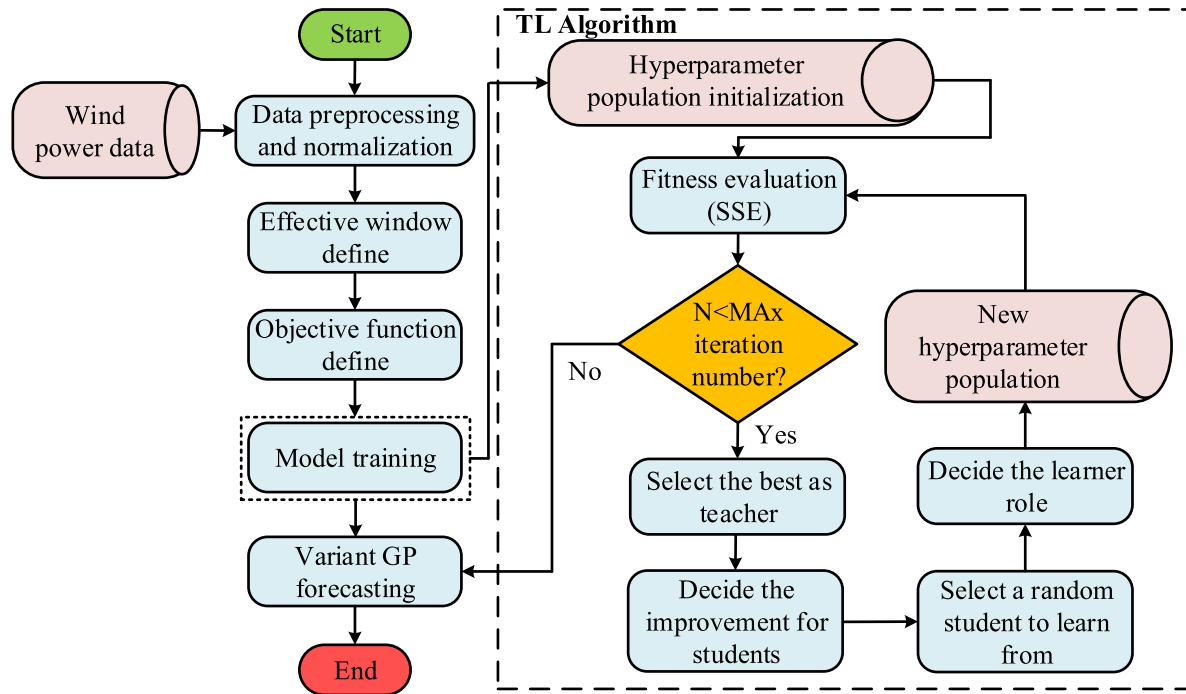 Start
Wind
power data
Data preprocessing
and normalization
Effective window
define
Objective function
define
Model training
Variant GP
forecasting
End
TL Algorithm
Hyperparameter
population initialization
Fitness evaluation
(SSE)
N<MAx
iteration
number?
No
Yes
Select the best as
teacher
Decide the
improvement for
students
Select a random
student to learn
from
Decide the learner
role
New
hyperparameter
population